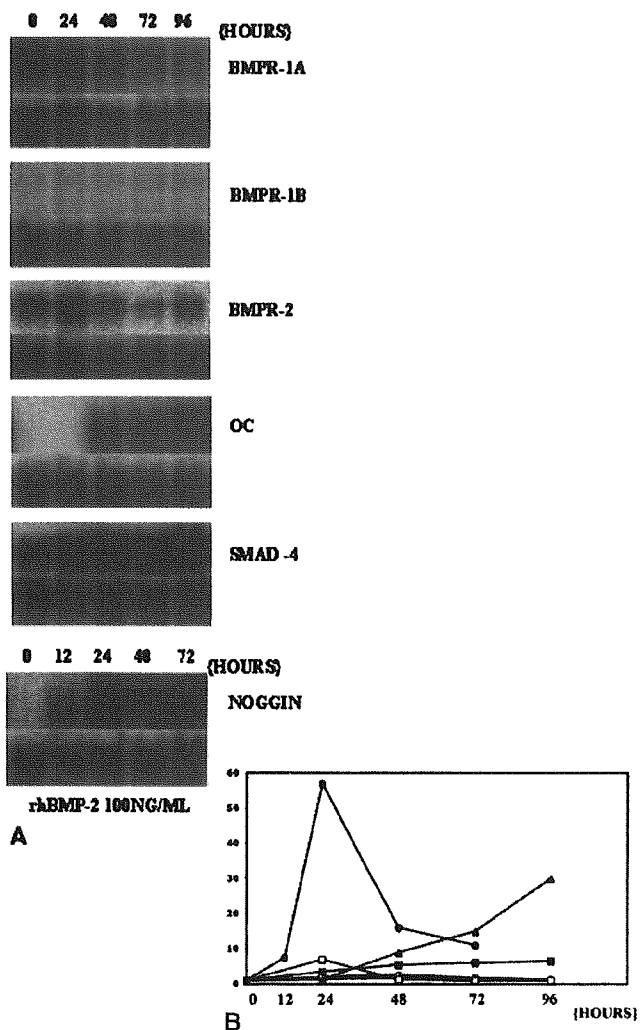 0 24 48 72 96
{HOURS}
BMPR-1A
BMPR-1B
BMPR-2
OC
SMAD -4
0 12 24 48 72
{HOURS}
NOGGIN
rhBMP-2 100NG/ML
A
60
50
30
20
10
0
0 12 24 48 72 96
{HOURS}
B